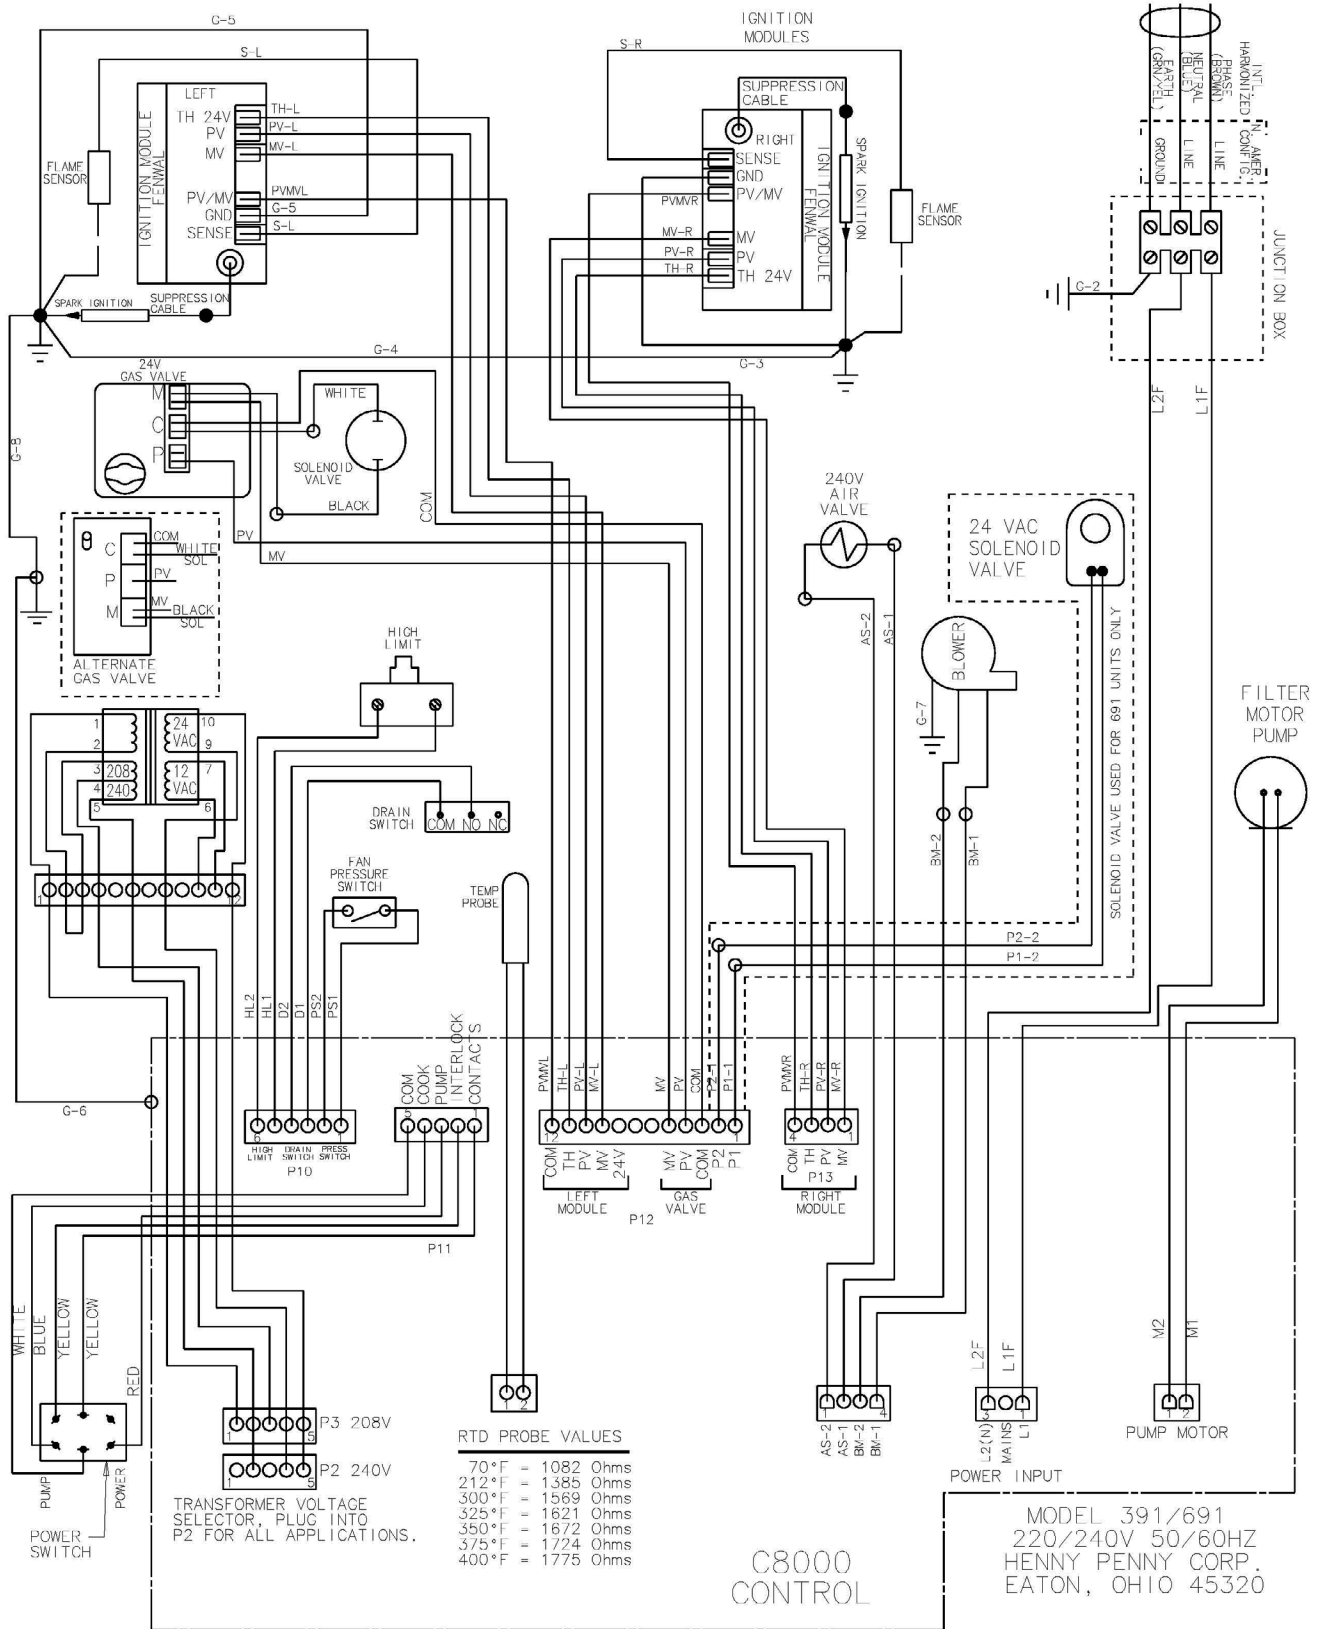 G-5
S-L
IGNITION
MODULES
S-R
LEFT
TH 24V
PV
MV
PV/MV
GND
SENSE
IGNITION MODULE
FENWAL
TH-L
PV-L
MV-L
PVMVL
G-5
S-L
FLAME
SENSOR
SPARK IGNITION
SUPPRESSION
CABLE
SUPPRESSION
CABLE
RIGHT
SENSE
GND
PV/MV
MV
PV
TH 24V
IGNITION MODULE
FENWAL
SPARK IGNITION
PVMVR
MV-R
PV-R
TH-R
FLAME
SENSOR
INTL.
HARMONIZED
PHASE
(BROWN)
NEUTRAL
(BLUE)
EARTH
(GRN/YEL)
N. AMER.
CONFIG.
LINE
LINE
GROUND
JUNCTION BOX
G-2
G-4
G-3
L2F
L1F
24V
GAS VALVE
M
C
P
WHITE
SOLENOID
VALVE
BLACK
COM
PV
MV
G-8
C
P
M
COM
WHITE
SOL
PV
MV
BLACK
SOL
ALTERNATE
GAS VALVE
240V
AIR
VALVE
AS-2
AS-1
24 VAC
SOLENOID
VALVE
SOLENOID VALVE USED FOR 691 UNITS ONLY
BLOWER
G-7
BM-2
BM-1
FILTER
MOTOR
PUMP
HIGH
LIMIT
1
2
3
4
5
208
240
24
VAC
12
VAC
10
9
7
6
1
12
DRAIN
SWITCH
COM NO NC
FAN
PRESSURE
SWITCH
TEMP
PROBE
P2-2
P1-2
HL2
HL1
D2
D1
PS2
PS1
COM
COOK
PUMP
INTERLOCK
CONTACTS
PVMVL
TH-L
PV-L
MV-L
MV
PV
COM
P2-1
P1-1
PVMVR
TH-R
PV-R
MV-R
G-6
6
1
HIGH
LIMIT
DRAIN
SWITCH
PRESS
SWITCH
P10
5
1
P11
12
1
COM
TH
PV
MV
24V
MV
PV
COM
P2
P1
LEFT
MODULE
GAS
VALVE
P12
4
1
COM
TH
PV
MV
P13
RIGHT
MODULE
WHITE
BLUE
YELLOW
YELLOW
RED
PUMP
POWER
POWER
SWITCH
1
5
P3 208V
1
5
P2 240V
TRANSFORMER VOLTAGE
SELECTOR, PLUG INTO
P2 FOR ALL APPLICATIONS.
1 2
RTD PROBE VALUES
70°F = 1082 Ohms
212°F = 1385 Ohms
300°F = 1569 Ohms
325°F = 1621 Ohms
350°F = 1672 Ohms
375°F = 1724 Ohms
400°F = 1775 Ohms
1
4
AS-2
AS-1
BM-2
BM-1
L2F
L1F
3
1
L2(N)
MAINS
L1
POWER INPUT
M2
M1
1 2
PUMP MOTOR
C8000
CONTROL
MODEL 391/691
220/240V 50/60HZ
HENNY PENNY CORP.
EATON, OHIO 45320